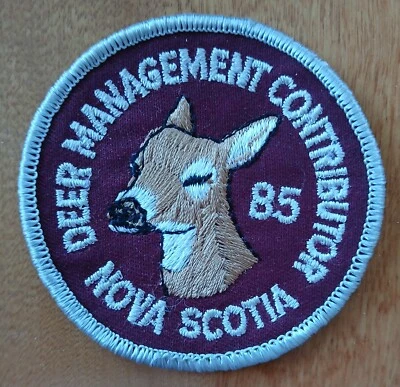 DEER MANAGEMENT CONTRIBUTOR
85
NOVA SCOTIA